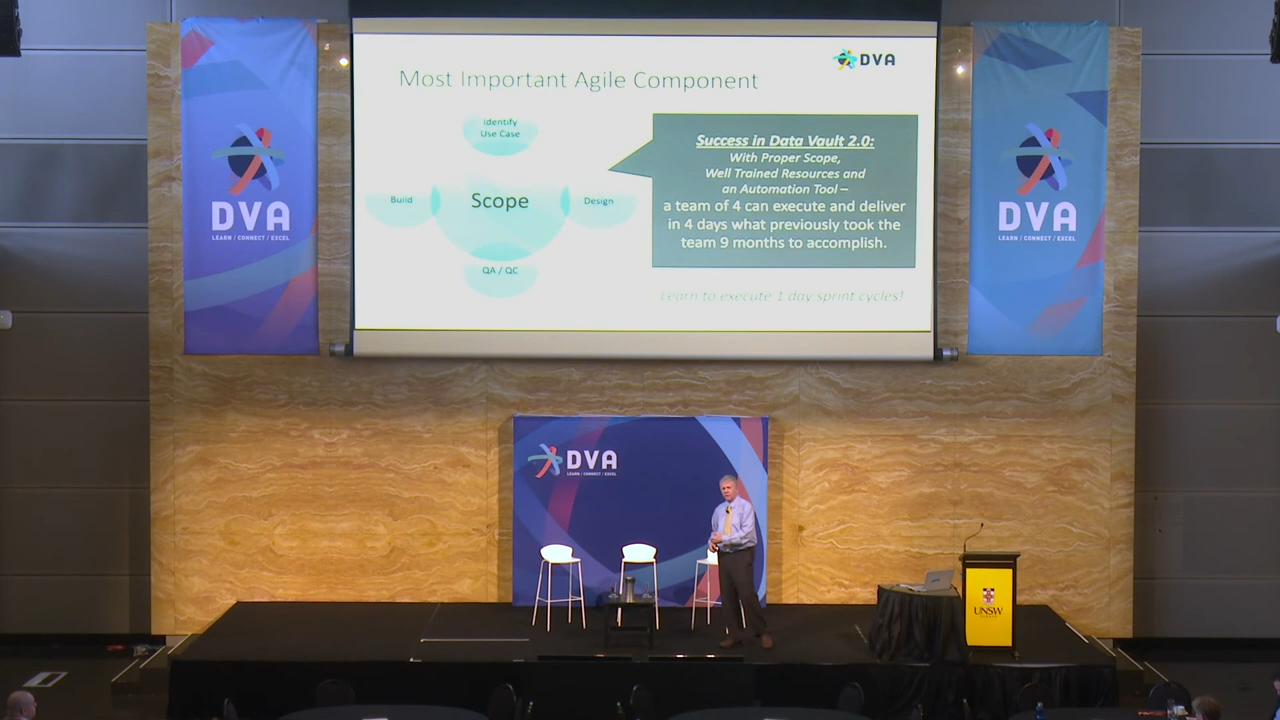 DVA
Most Important Agile Component
Identify
Use Case
Build
Scope
Design
QA / QC
Success in Data Vault 2.0:
With Proper Scope,
Well Trained Resources and
an Automation Tool –
a team of 4 can execute and deliver
in 4 days what previously took the
team 9 months to accomplish.
Learn to execute 1 day sprint cycles!
DVA
LEARN / CONNECT / EXCEL
DVA
LEARN / CONNECT / EXCEL
DVA
LEARN / CONNECT / EXCEL
UNSW